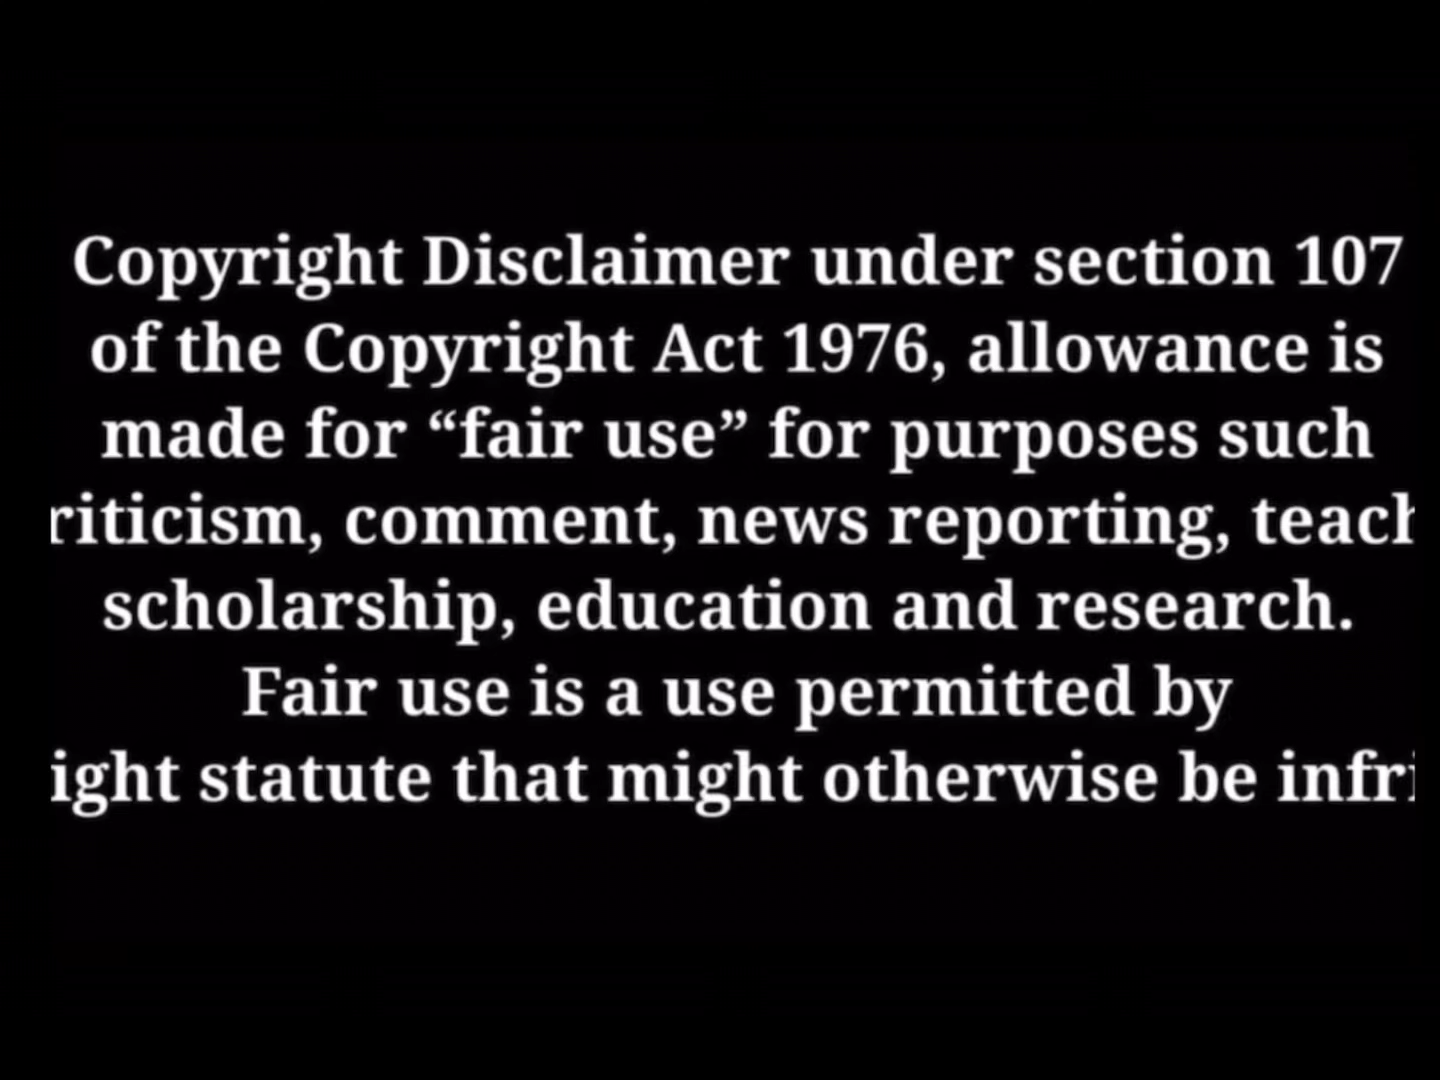 Copyright Disclaimer under section 107
of the Copyright Act 1976, allowance is
made for “fair use” for purposes such
riticism, comment, news reporting, teach
scholarship, education and research.
Fair use is a use permitted by
ight statute that might otherwise be infri